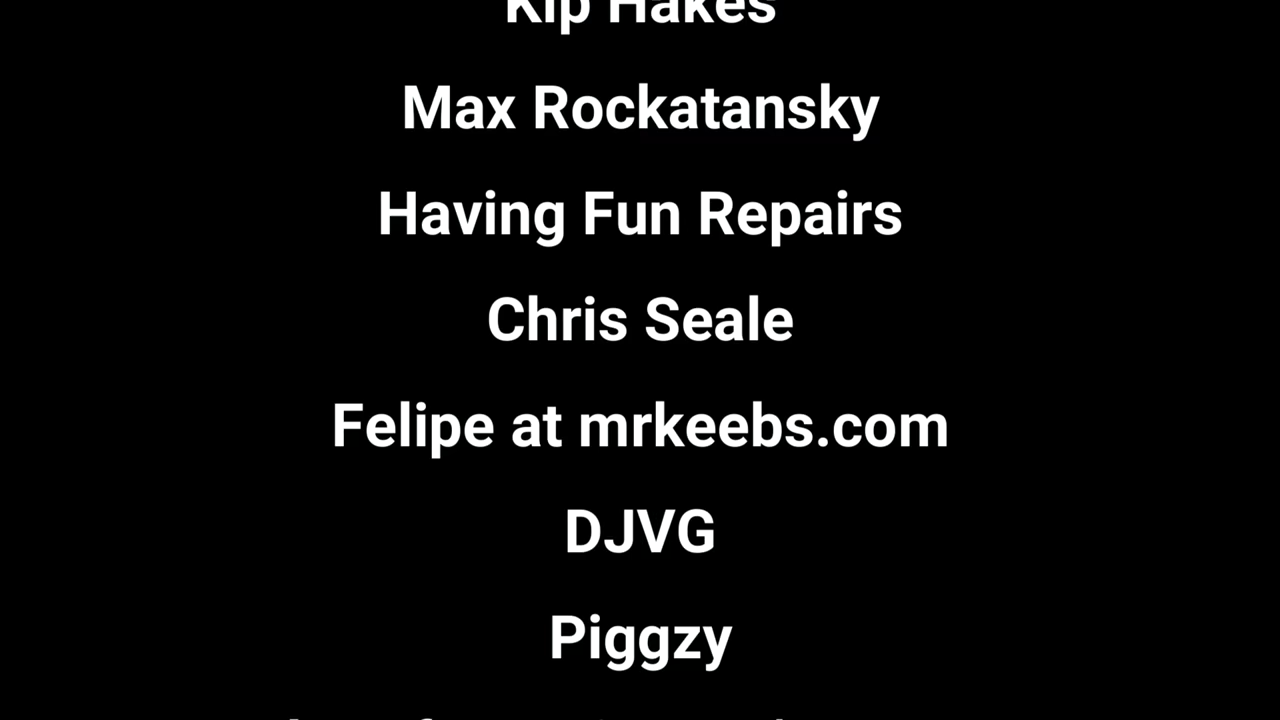 Kip Hakes
Max Rockatansky
Having Fun Repairs
Chris Seale
Felipe at mrkeebs.com
DJVG
Piggzy